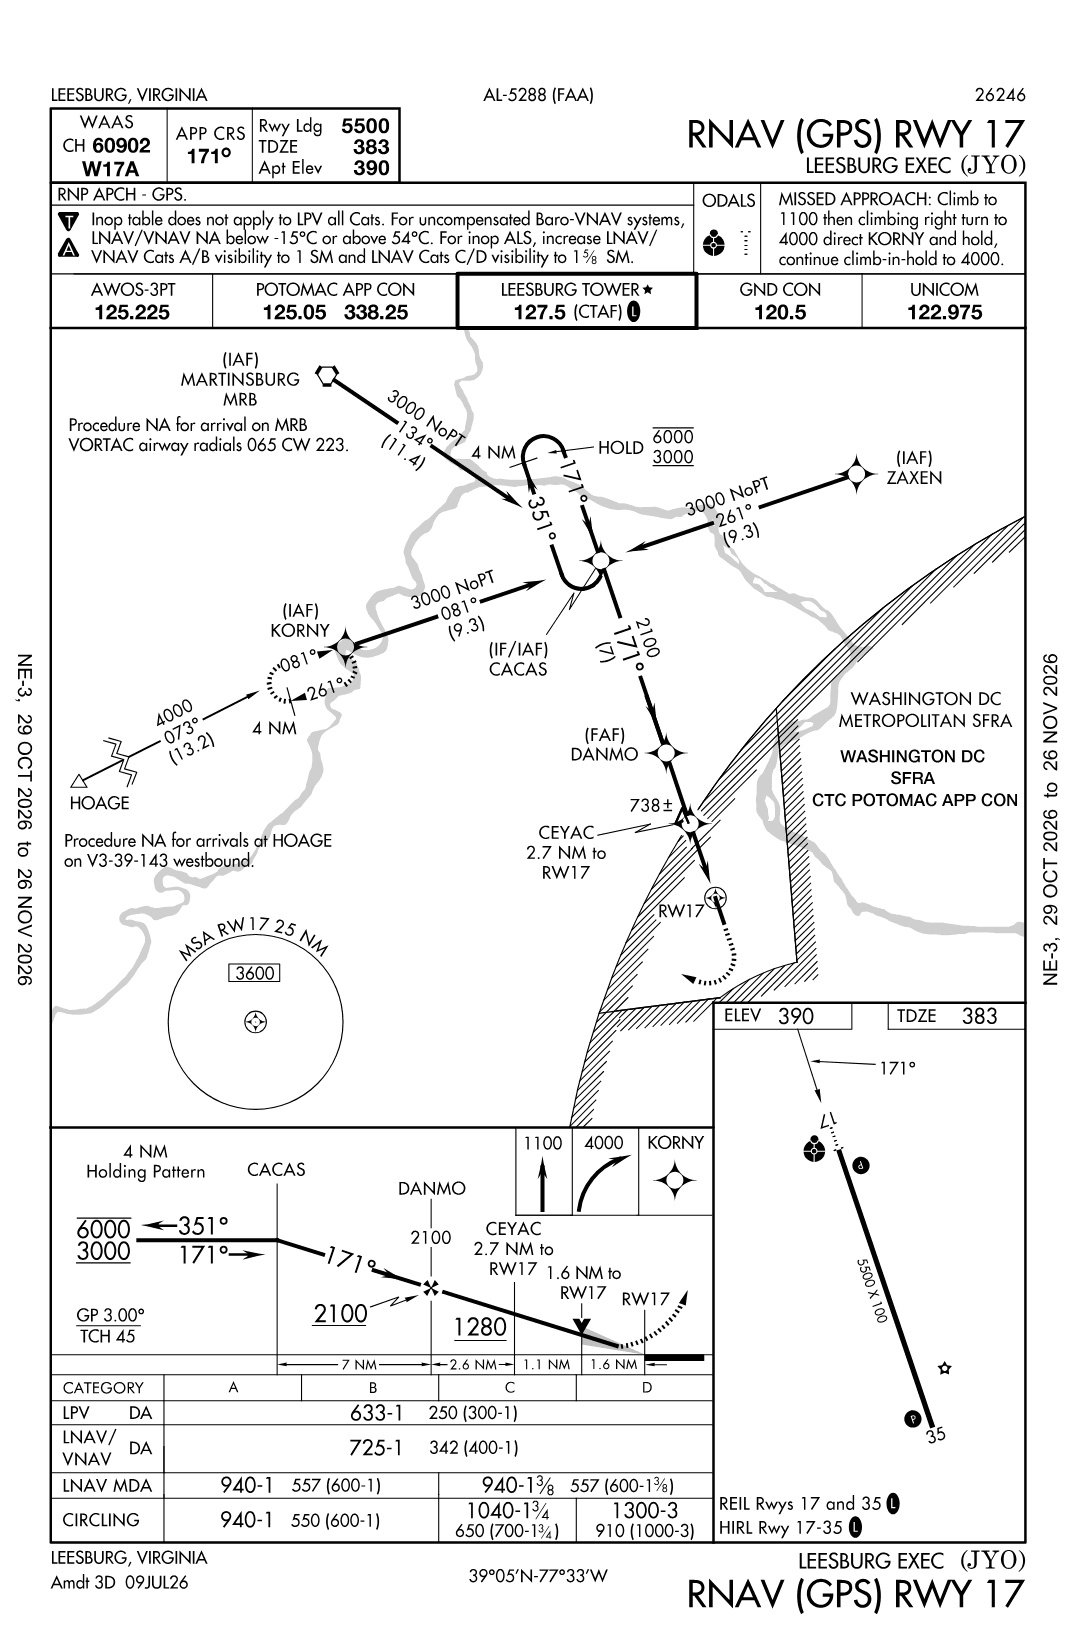 LEESBURG, VIRGINIA
AL-5288 (FAA)
26246
WAAS
CH 60902
W17A
APP CRS
171°
Rwy Ldg 5500
TDZE 383
Apt Elev 390
RNAV (GPS) RWY 17
LEESBURG EXEC (JYO)
RNP APCH - GPS.
T
A
Inop table does not apply to LPV all Cats. For uncompensated Baro-VNAV systems,
LNAV/VNAV NA below -15°C or above 54°C. For inop ALS, increase LNAV/
VNAV Cats A/B visibility to 1 SM and LNAV Cats C/D visibility to 1 5/8 SM.
ODALS
MISSED APPROACH: Climb to
1100 then climbing right turn to
4000 direct KORNY and hold,
continue climb-in-hold to 4000.
AWOS-3PT
125.225
POTOMAC APP CON
125.05 338.25
LEESBURG TOWER★
127.5 (CTAF) L
GND CON
120.5
UNICOM
122.975
(IAF)
MARTINSBURG
MRB
Procedure NA for arrival on MRB
VORTAC airway radials 065 CW 223.
3000 NoPT
134°
(11.4)
4 NM
HOLD
6000
3000
171°
351°
(IAF)
ZAXEN
3000 NoPT
261°
(9.3)
3000 NoPT
081°
(9.3)
(IAF)
KORNY
081°
261°
4 NM
(IF/IAF)
CACAS
2100
171°
(7)
4000
073°
(13.2)
HOAGE
Procedure NA for arrivals at HOAGE
on V3-39-143 westbound.
(FAF)
DANMO
738±
CEYAC
2.7 NM to
RW17
RW17
WASHINGTON DC
METROPOLITAN SFRA
WASHINGTON DC
SFRA
CTC POTOMAC APP CON
MSA RW 17 25 NM
3600
NE-3, 29 OCT 2026 to 26 NOV 2026
NE-3, 29 OCT 2026 to 26 NOV 2026
ELEV 390
TDZE 383
171°
17
P
5500 X 100
P
35
REIL Rwys 17 and 35 L
HIRL Rwy 17-35 L
4 NM
Holding Pattern
CACAS
DANMO
2100
CEYAC
2.7 NM to
RW17
1.6 NM to
RW17
RW17
1100
4000
KORNY
6000
3000
351°
171°
171°
GP 3.00°
TCH 45
2100
1280
7 NM
2.6 NM
1.1 NM
1.6 NM
CATEGORY A B C D
LPV DA 633-1 250 (300-1)
LNAV/
VNAV DA 725-1 342 (400-1)
LNAV MDA 940-1 557 (600-1) 940-1⅜ 557 (600-1⅜)
CIRCLING 940-1 550 (600-1) 1040-1¾ 650 (700-1¾) 1300-3 910 (1000-3)
LEESBURG, VIRGINIA
Amdt 3D 09JUL26
39°05'N-77°33'W
LEESBURG EXEC (JYO)
RNAV (GPS) RWY 17